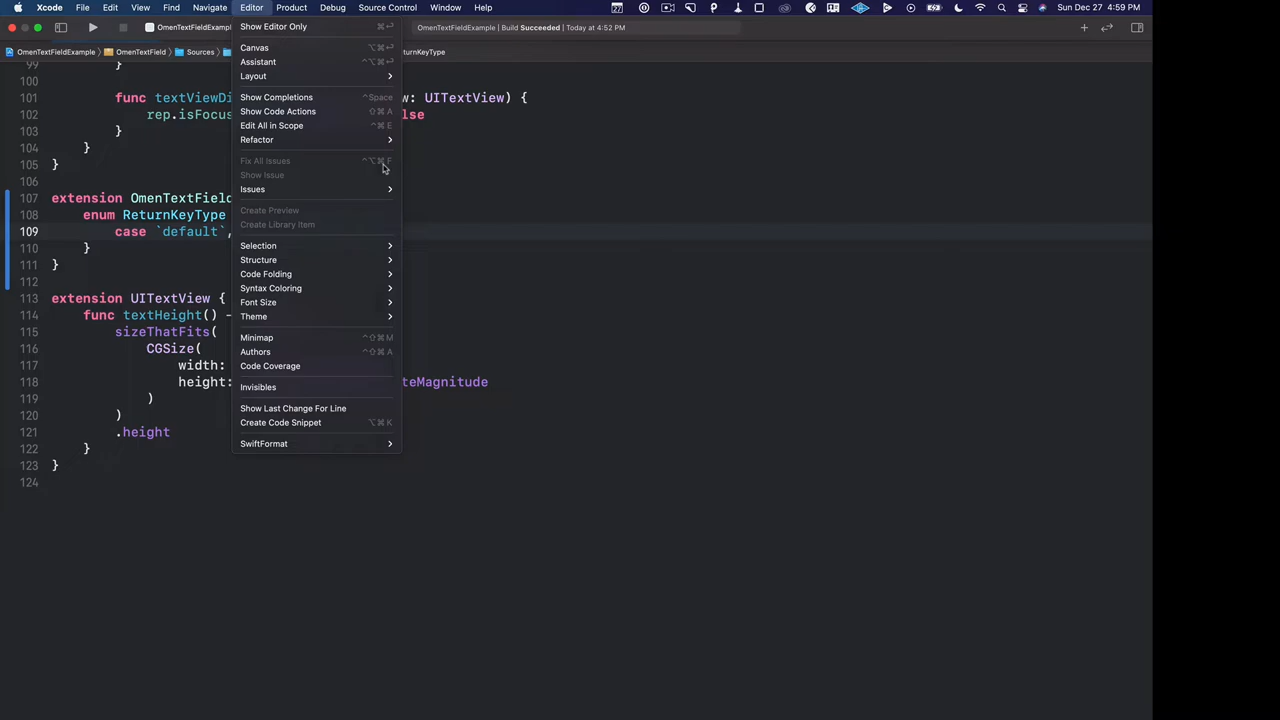 Xcode File Edit View Find Navigate Editor Product Debug Source Control Window Help Sun Dec 27 4:59 PM
OmenTextFieldExampl OmenTextFieldExample | Build Succeeded | Today at 4:52 PM
OmenTextFieldExample OmenTextField Sources turnKeyType
Show Editor Only ⌘↩
Canvas ⌥⌘↩
Assistant ^⌥⌘↩
Layout
Show Completions ^Space
Show Code Actions ⇧⌘A
Edit All in Scope ^⌘E
Refactor
Fix All Issues ^⌥⌘F
Show Issue
Issues
Create Preview
Create Library Item
Selection
Structure
Code Folding
Syntax Coloring
Font Size
Theme
Minimap ^⇧⌘M
Authors ^⇧⌘A
Code Coverage
Invisibles
Show Last Change For Line
Create Code Snippet ⌥⌘K
SwiftFormat
99 }
100
101 func textViewDi w: UITextView) {
102 rep.isFocus lse
103 }
104 }
105 }
106
107 extension OmenTextField
108 enum ReturnKeyType
109 case `default`,
110 }
111 }
112
113 extension UITextView {
114 func textHeight() -
115 sizeThatFits(
116 CGSize(
117 width:
118 height: teMagnitude
119 )
120 )
121 .height
122 }
123 }
124